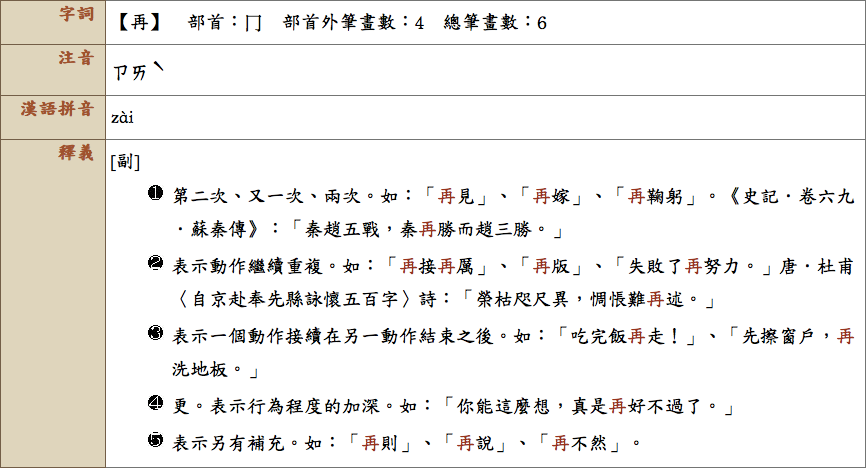 字詞 【再】 部首:冂 部首外筆畫數:4 總筆畫數:6
注音 ㄗㄞˋ
漢語拼音 zài
釋義 [副]
❶ 第二次、又一次、兩次。如:「再見」、「再嫁」、「再鞠躬」。《史記.卷六九
.蘇秦傳》:「秦趙五戰,秦再勝而趙三勝。」
❷ 表示動作繼續重複。如:「再接再厲」、「再版」、「失敗了再努力。」唐.杜甫
〈自京赴奉先縣詠懷五百字〉詩:「榮枯咫尺異,惆悵難再述。」
❸ 表示一個動作接續在另一動作結束之後。如:「吃完飯再走!」、「先擦窗戶,再
洗地板。」
❹ 更。表示行為程度的加深。如:「你能這麼想,真是再好不過了。」
❺ 表示另有補充。如:「再則」、「再說」、「再不然」。